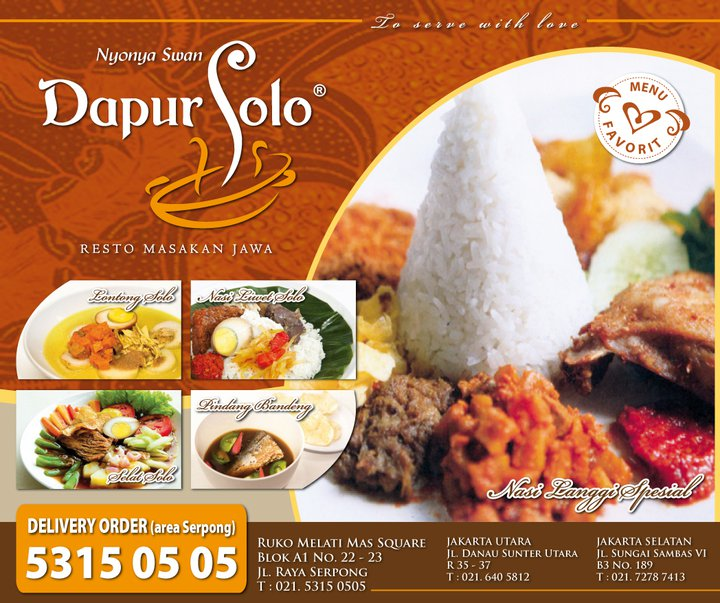 To serve with love
Nyonya Swan
Dapur Solo®
RESTO MASAKAN JAWA
MENU
FAVORIT
Lontong Solo
Nasi Liwet Solo
Selat Solo
Pindang Bandeng
Nasi Langgi Spesial
DELIVERY ORDER (area Serpong)
5315 05 05
RUKO MELATI MAS SQUARE
BLOK A1 NO. 22 - 23
JL. RAYA SERPONG
T : 021. 5315 0505
JAKARTA UTARA
JL. DANAU SUNTER UTARA
R 35 - 37
T : 021. 640 5812
JAKARTA SELATAN
JL. SUNGAI SAMBAS VI
B3 NO. 189
T : 021. 7278 7413